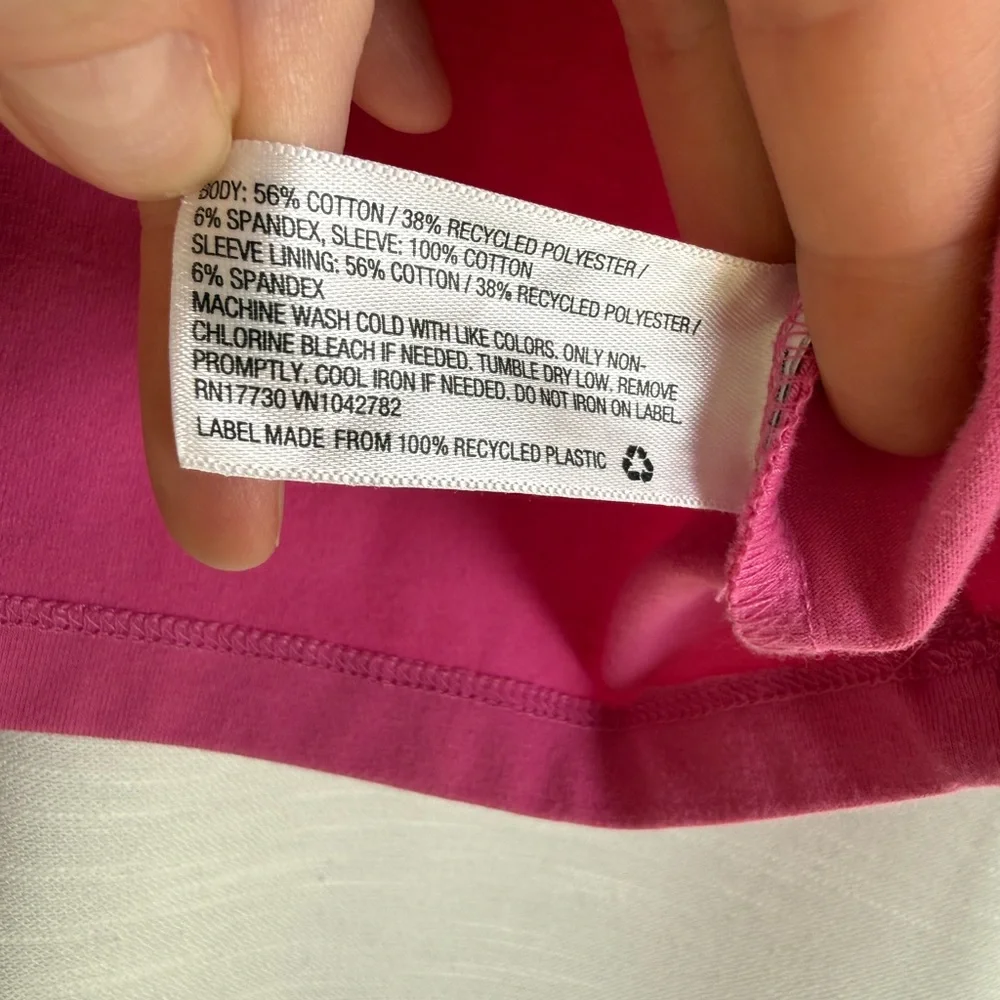 BODY: 56% COTTON / 38% RECYCLED POLYESTER /
6% SPANDEX, SLEEVE: 100% COTTON
SLEEVE LINING: 56% COTTON / 38% RECYCLED POLYESTER /
6% SPANDEX
MACHINE WASH COLD WITH LIKE COLORS. ONLY NON-
CHLORINE BLEACH IF NEEDED. TUMBLE DRY LOW. REMOVE
PROMPTLY. COOL IRON IF NEEDED. DO NOT IRON ON LABEL.
RN17730 VN1042782
LABEL MADE FROM 100% RECYCLED PLASTIC